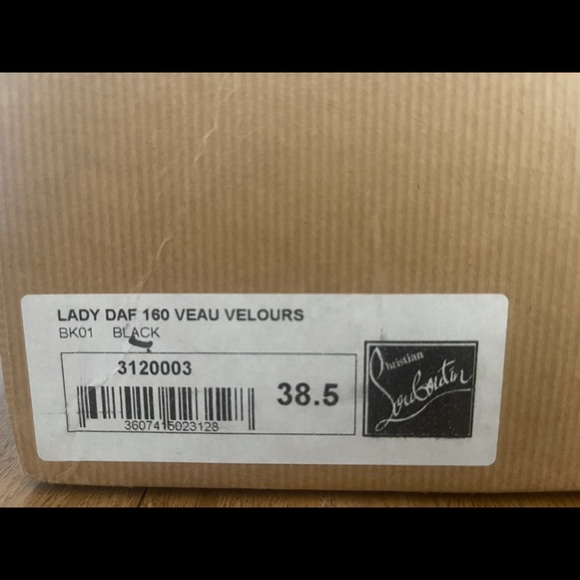 LADY DAF 160 VEAU VELOURS
BK01 BLACK
3120003
38.5
3607416023128
Christian
Louboutin